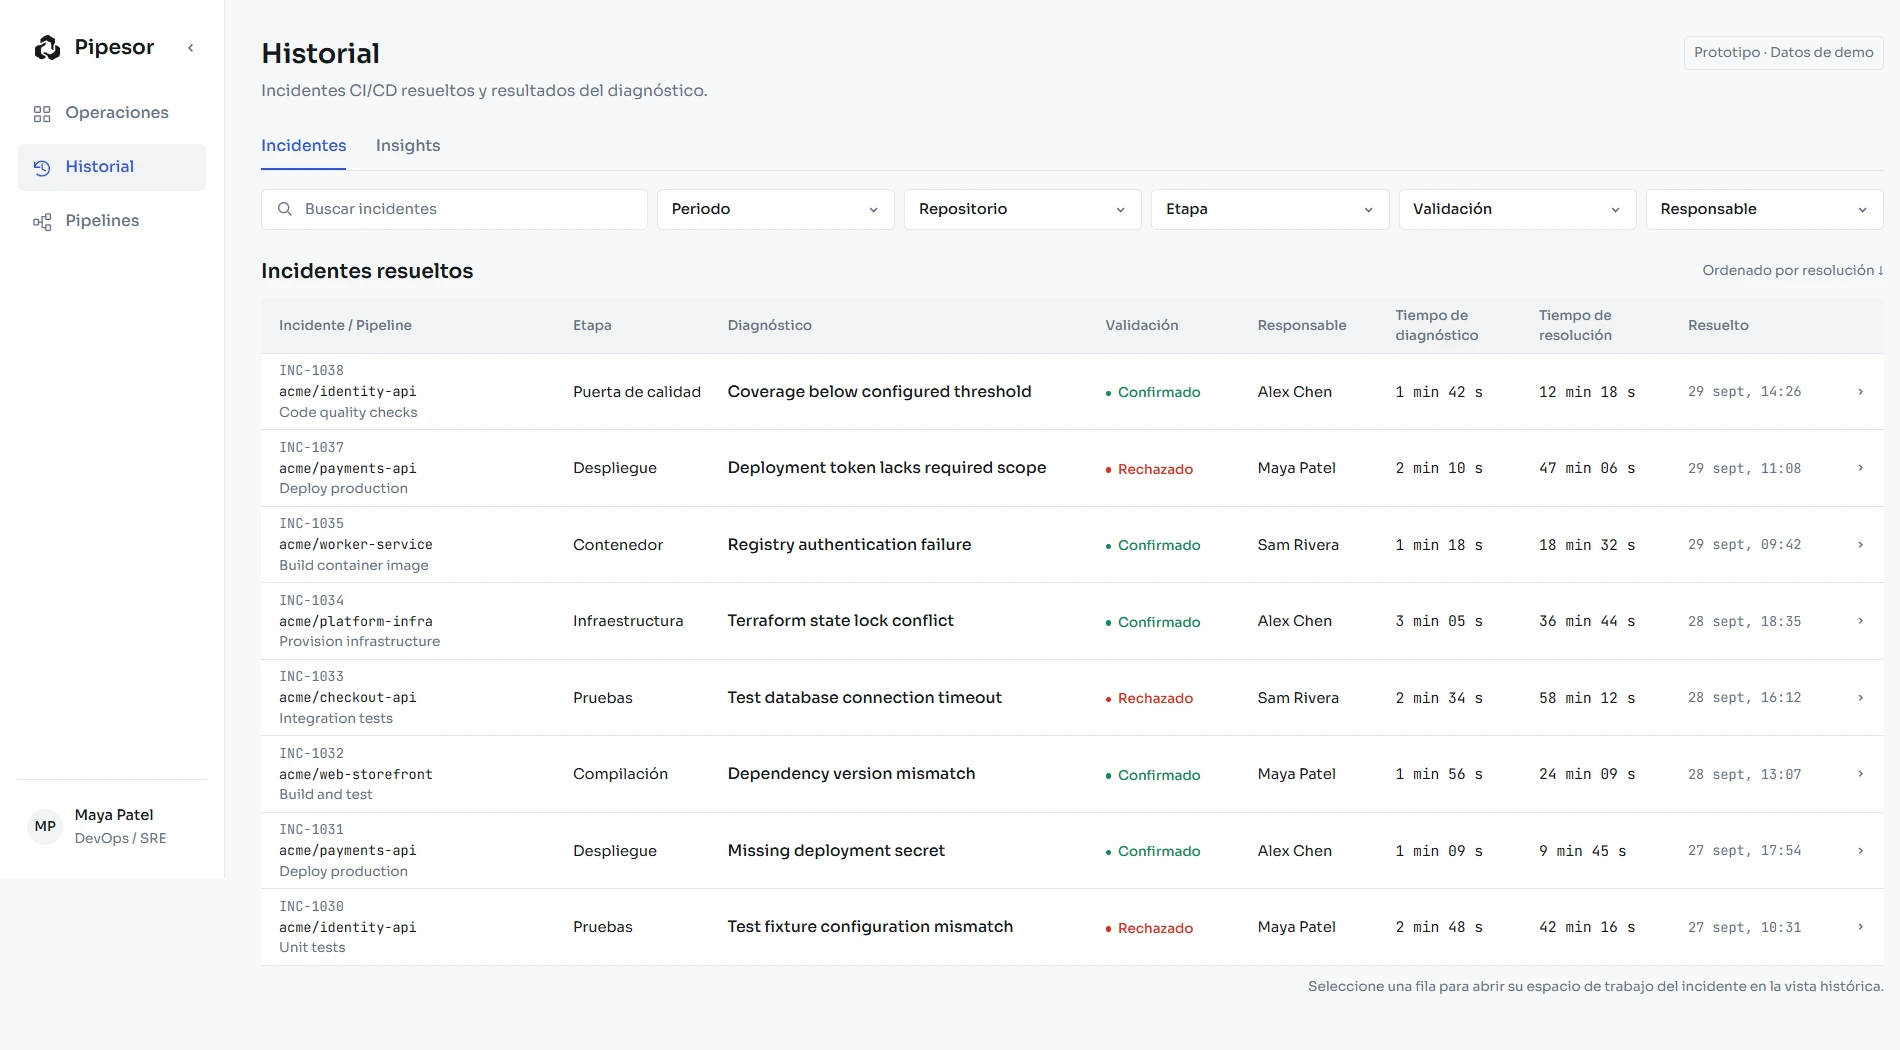 Pipesor
Operaciones
Historial
Pipelines
Maya Patel
MP
DevOps / SRE
Historial
Prototipo · Datos de demo
Incidentes CI/CD resueltos y resultados del diagnóstico.
Incidentes Insights
Buscar incidentes Periodo Repositorio Etapa Validación Responsable
Incidentes resueltos
Ordenado por resolución ↓
Incidente / Pipeline Etapa Diagnóstico Validación Responsable Tiempo de diagnóstico Tiempo de resolución Resuelto
INC-1038
acme/identity-api Puerta de calidad Coverage below configured threshold • Confirmado Alex Chen 1 min 42 s 12 min 18 s 29 sept, 14:26
Code quality checks
INC-1037
acme/payments-api Despliegue Deployment token lacks required scope • Rechazado Maya Patel 2 min 10 s 47 min 06 s 29 sept, 11:08
Deploy production
INC-1035
acme/worker-service Contenedor Registry authentication failure • Confirmado Sam Rivera 1 min 18 s 18 min 32 s 29 sept, 09:42
Build container image
INC-1034
acme/platform-infra Infraestructura Terraform state lock conflict • Confirmado Alex Chen 3 min 05 s 36 min 44 s 28 sept, 18:35
Provision infrastructure
INC-1033
acme/checkout-api Pruebas Test database connection timeout • Rechazado Sam Rivera 2 min 34 s 58 min 12 s 28 sept, 16:12
Integration tests
INC-1032
acme/web-storefront Compilación Dependency version mismatch • Confirmado Maya Patel 1 min 56 s 24 min 09 s 28 sept, 13:07
Build and test
INC-1031
acme/payments-api Despliegue Missing deployment secret • Confirmado Alex Chen 1 min 09 s 9 min 45 s 27 sept, 17:54
Deploy production
INC-1030
acme/identity-api Pruebas Test fixture configuration mismatch • Rechazado Maya Patel 2 min 48 s 42 min 16 s 27 sept, 10:31
Unit tests
Seleccione una fila para abrir su espacio de trabajo del incidente en la vista histórica.